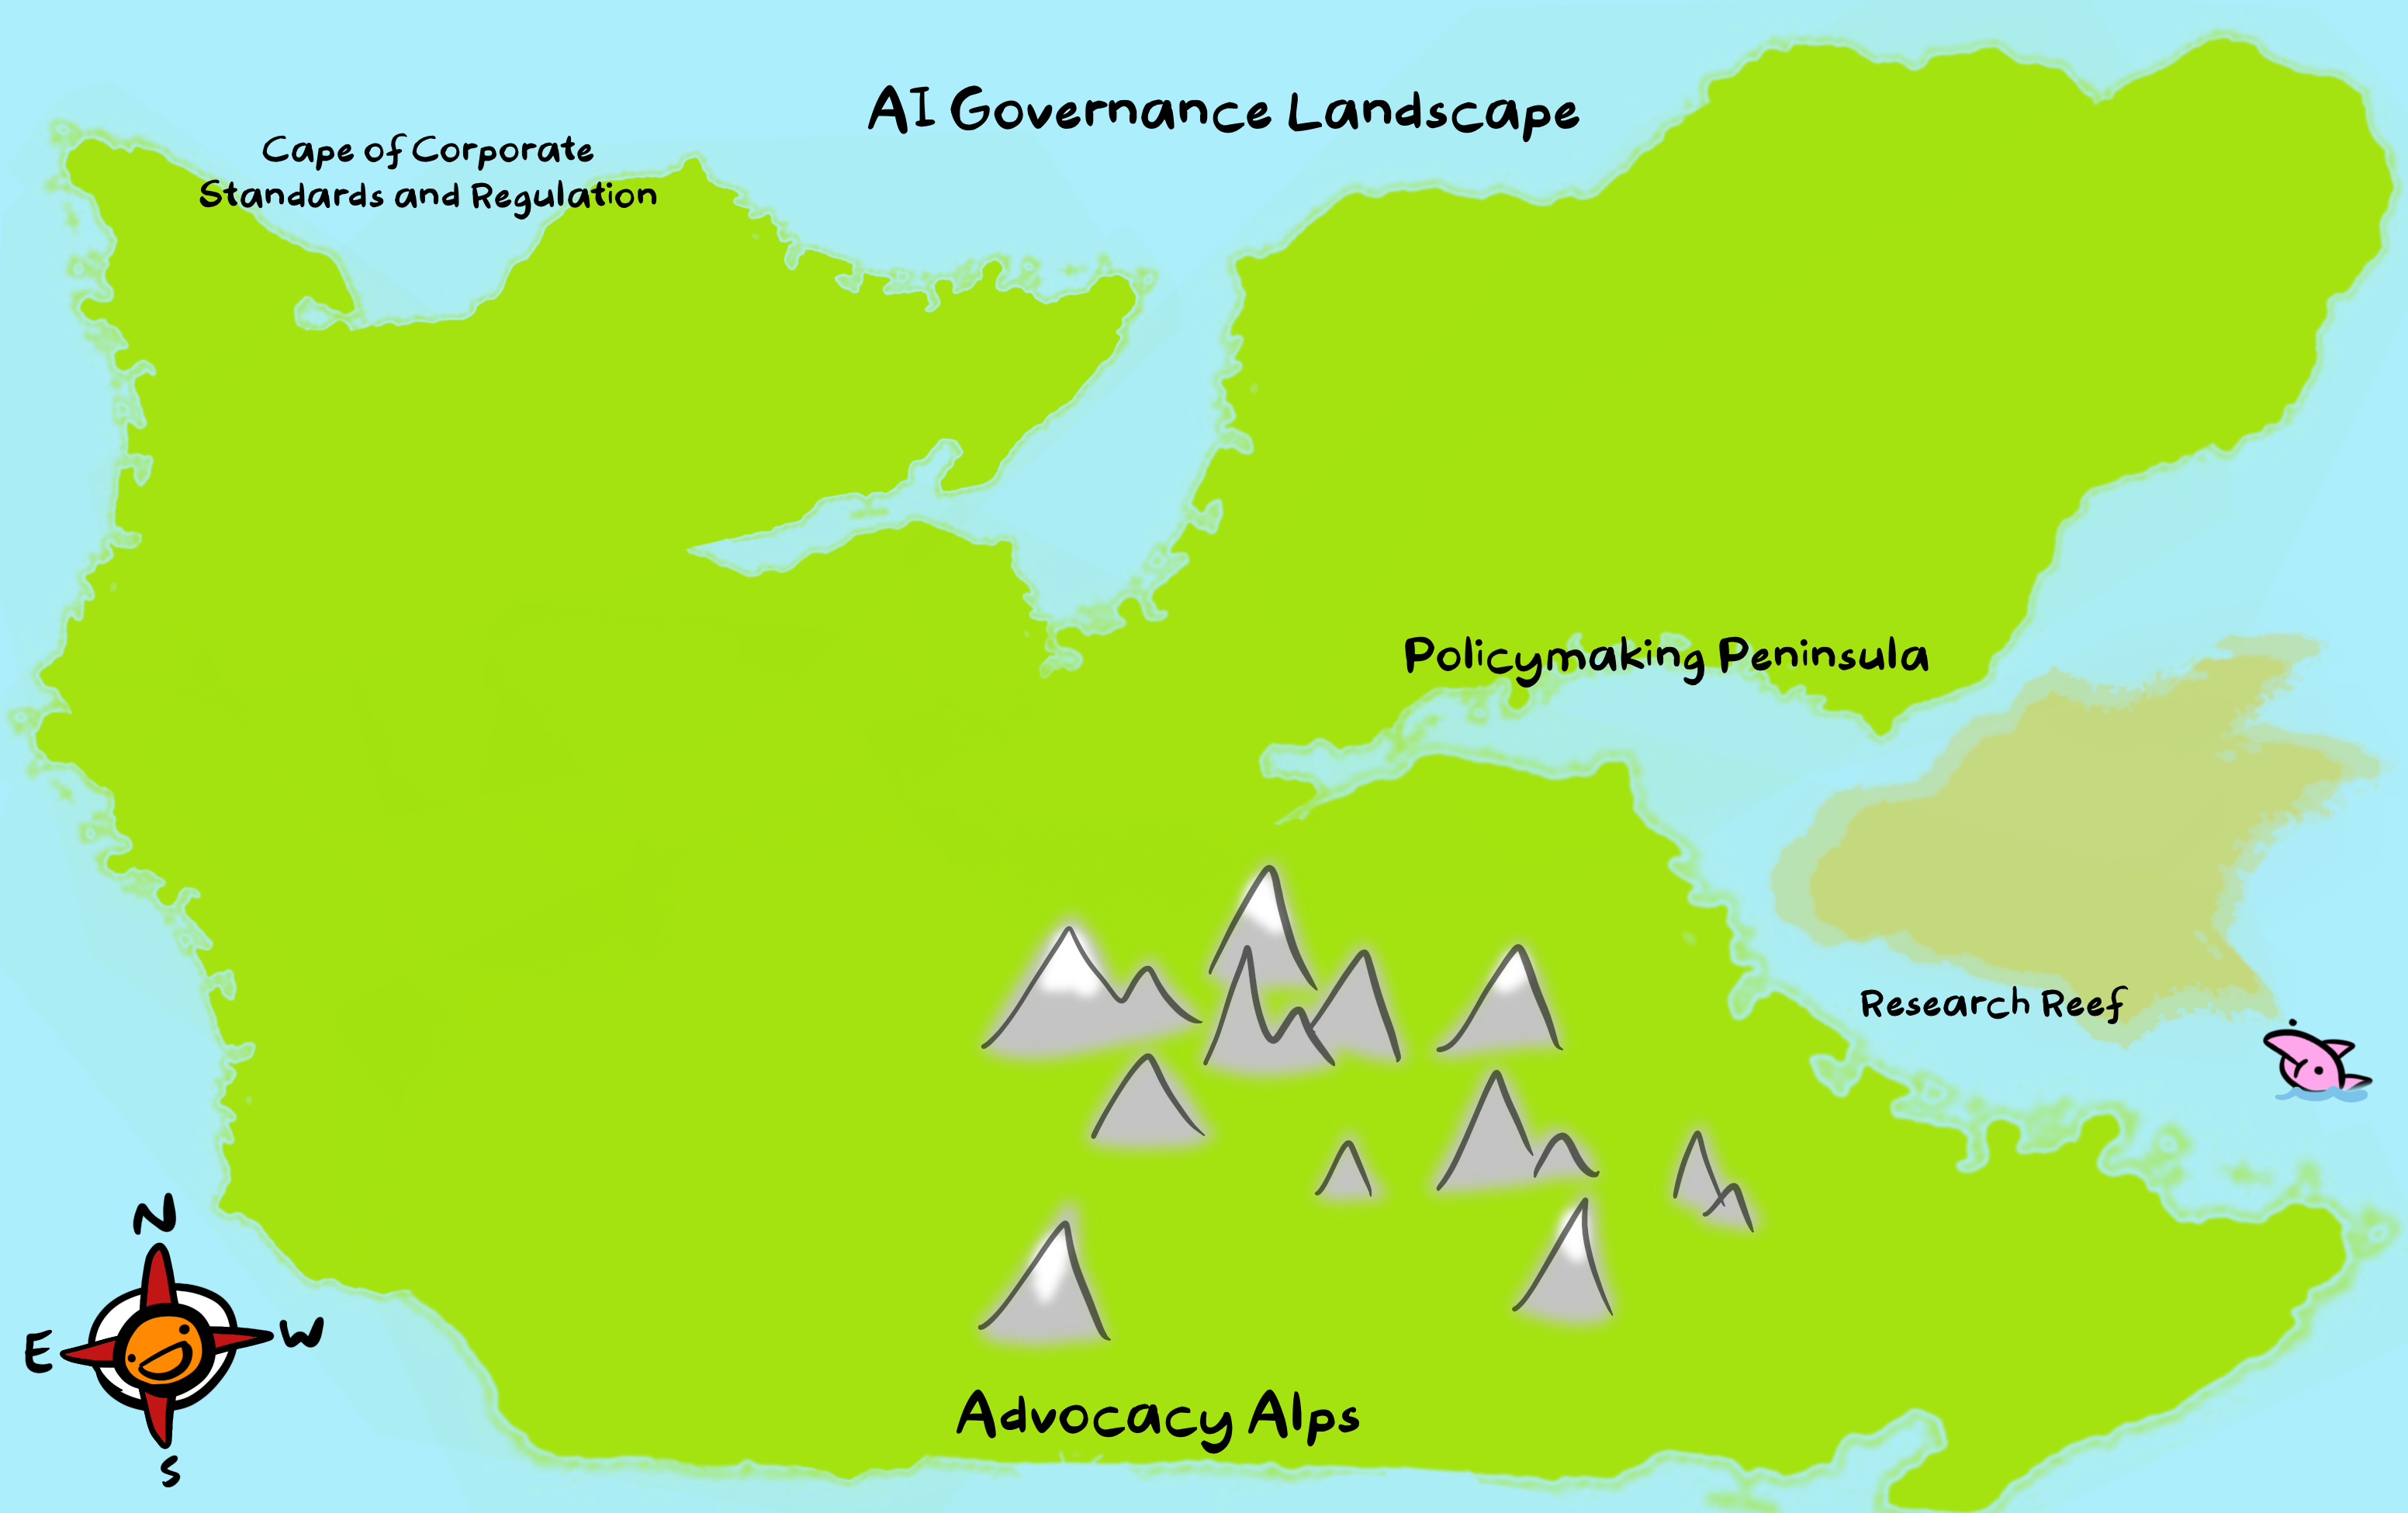 AI Governance Landscape
Cape of Corporate
Standards and Regulation
Policymaking Peninsula
Research Reef
N
E
W
S
Advocacy Alps